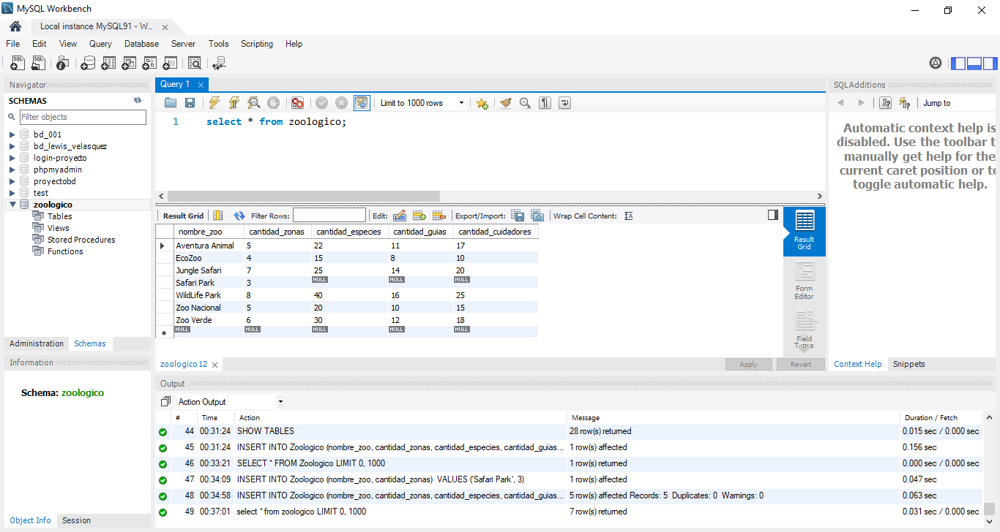 MySQL Workbench
Local instance MySQL91 - W...
File Edit View Query Database Server Tools Scripting Help
Navigator
SCHEMAS
Filter objects
bd_001
bd_lewis_velasquez
login-proyecto
phpmyadmin
proyectobd
test
zoologico
Tables
Views
Stored Procedures
Functions
Administration Schemas
Information
Schema: zoologico
Object Info Session
Query 1
Limit to 1000 rows
1 select * from zoologico;
Result Grid Filter Rows: Edit: Export/Import: Wrap Cell Content:
nombre_zoo cantidad_zonas cantidad_especies cantidad_guias cantidad_cuidadores
Aventura Animal 5 22 11 17
EcoZoo 4 15 8 10
Jungle Safari 7 25 14 20
Safari Park 3 NULL NULL NULL
WildLife Park 8 40 16 25
Zoo Nacional 5 20 10 15
Zoo Verde 6 30 12 18
NULL NULL NULL NULL NULL
Result
Grid
Form
Editor
Field
Types
zoologico 12
Apply Revert
SQLAdditions
Jump to
Automatic context help is
disabled. Use the toolbar t
manually get help for the
current caret position or to
toggle automatic help.
Context Help Snippets
Output
Action Output
# Time Action Message Duration / Fetch
44 00:31:24 SHOW TABLES 28 row(s) returned 0.015 sec / 0.000 sec
45 00:31:24 INSERT INTO Zoologico (nombre_zoo, cantidad_zonas, cantidad_especies, cantidad_guias... 1 row(s) affected 0.156 sec
46 00:33:21 SELECT * FROM Zoologico LIMIT 0, 1000 1 row(s) returned 0.000 sec / 0.000 sec
47 00:34:09 INSERT INTO Zoologico (nombre_zoo, cantidad_zonas) VALUES ('Safari Park', 3) 1 row(s) affected 0.047 sec
48 00:34:58 INSERT INTO Zoologico (nombre_zoo, cantidad_zonas, cantidad_especies, cantidad_guias... 5 row(s) affected Records: 5 Duplicates: 0 Warnings: 0 0.063 sec
49 00:37:01 select * from zoologico LIMIT 0, 1000 7 row(s) returned 0.031 sec / 0.000 sec